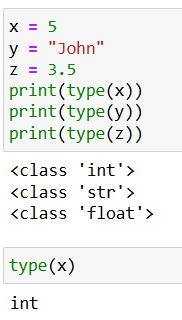 x = 5
y = "John"
z = 3.5
print(type(x))
print(type(y))
print(type(z))
<class 'int'>
<class 'str'>
<class 'float'>
type(x)
int